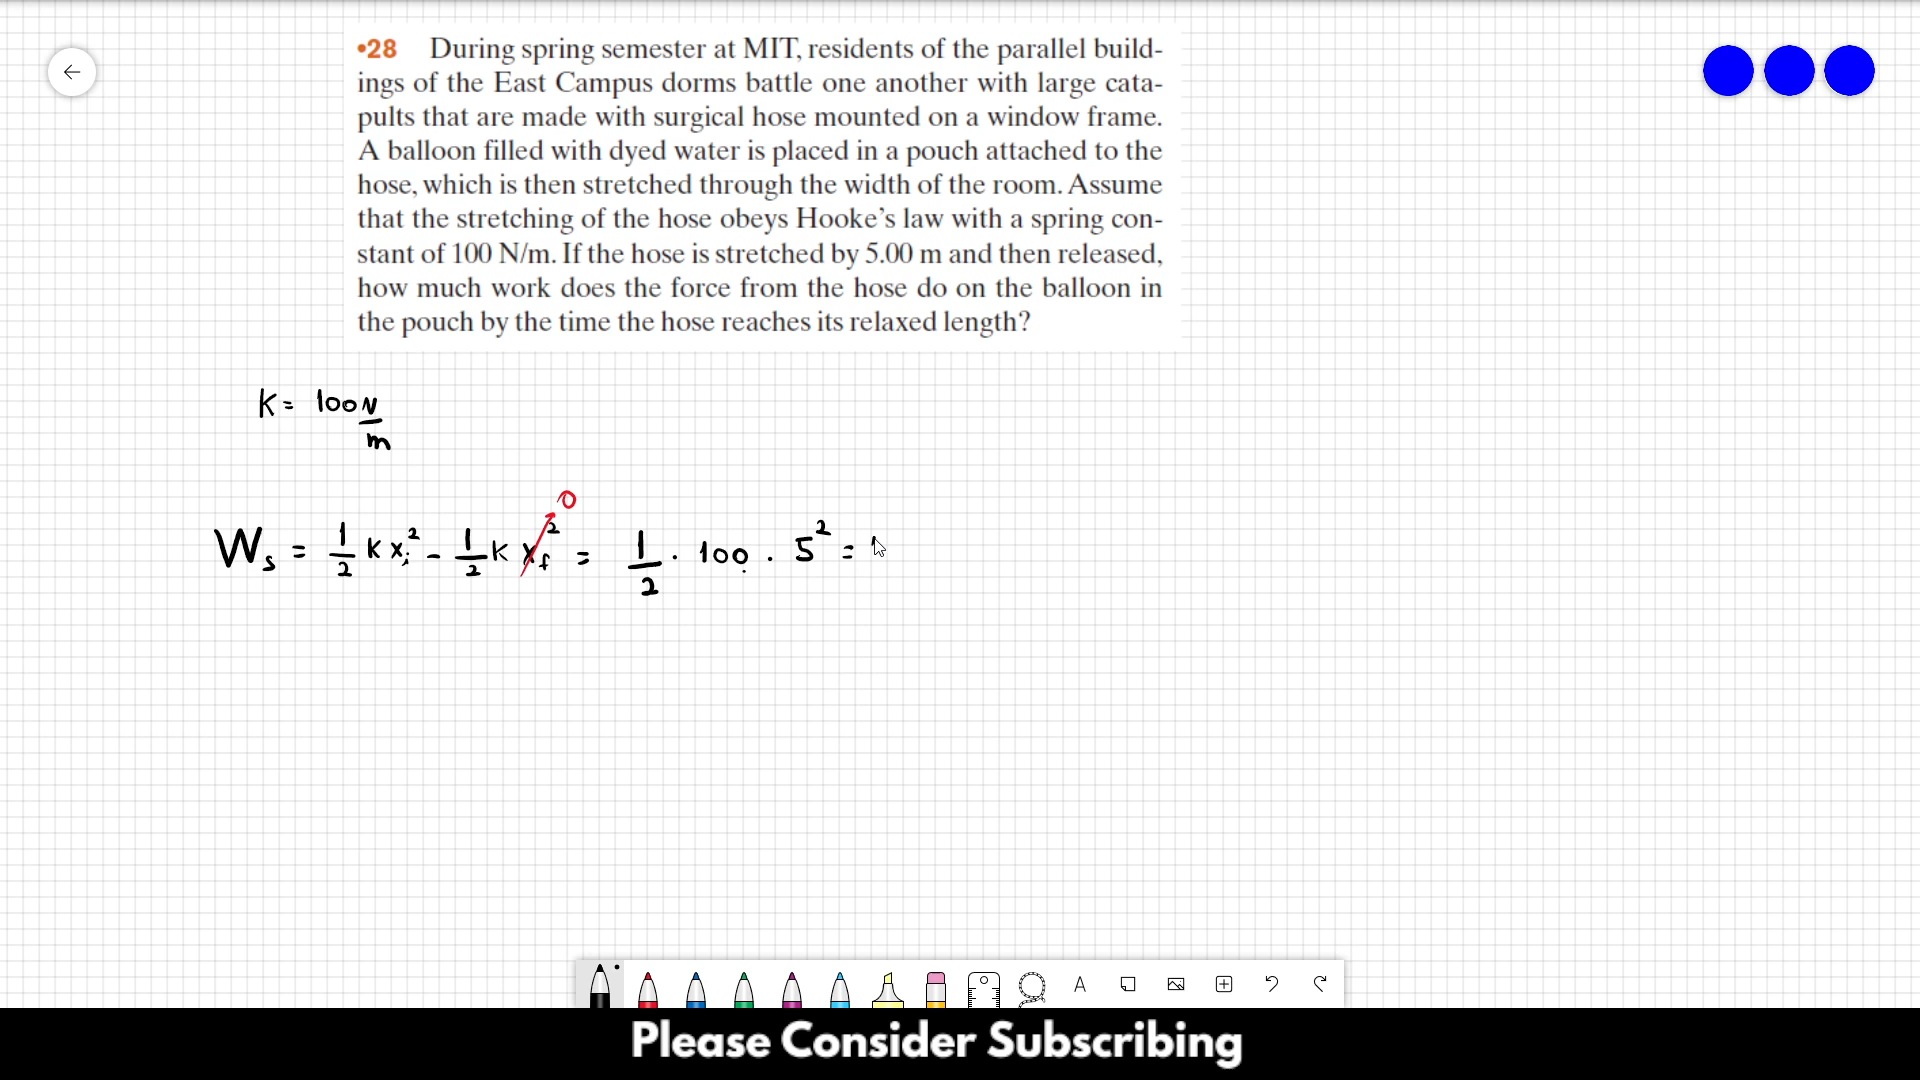 •28 During spring semester at MIT, residents of the parallel build-
ings of the East Campus dorms battle one another with large cata-
pults that are made with surgical hose mounted on a window frame.
A balloon filled with dyed water is placed in a pouch attached to the
hose, which is then stretched through the width of the room. Assume
that the stretching of the hose obeys Hooke's law with a spring con-
stant of 100 N/m. If the hose is stretched by 5.00 m and then released,
how much work does the force from the hose do on the balloon in
the pouch by the time the hose reaches its relaxed length?
K = 100 N/m
Wₛ = 1/2 K xᵢ² - 1/2 K x_f² 0 = 1/2 · 100 · 5² =
A
Please Consider Subscribing